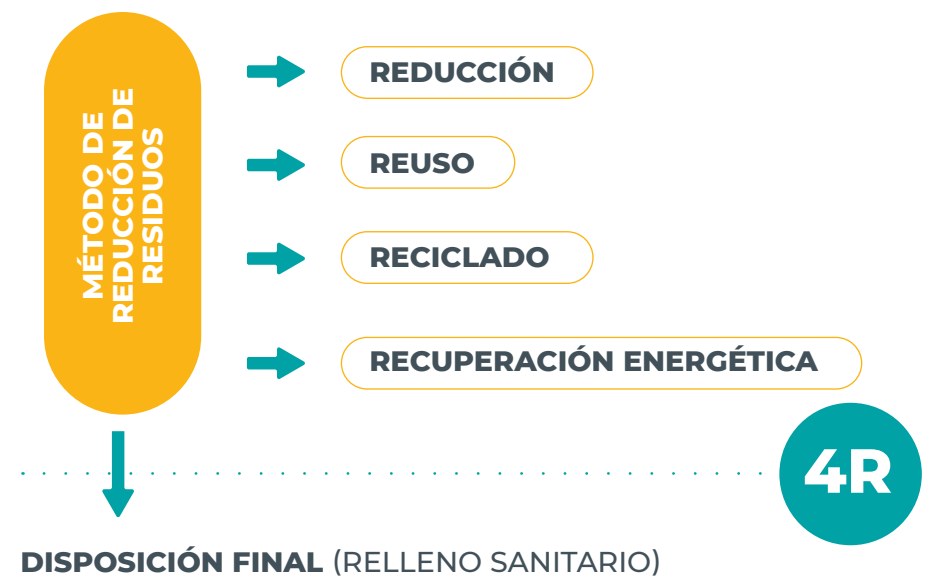 MÉTODO DE
REDUCCIÓN DE
RESIDUOS
REDUCCIÓN
REUSO
RECICLADO
RECUPERACIÓN ENERGÉTICA
4R
DISPOSICIÓN FINAL (RELLENO SANITARIO)